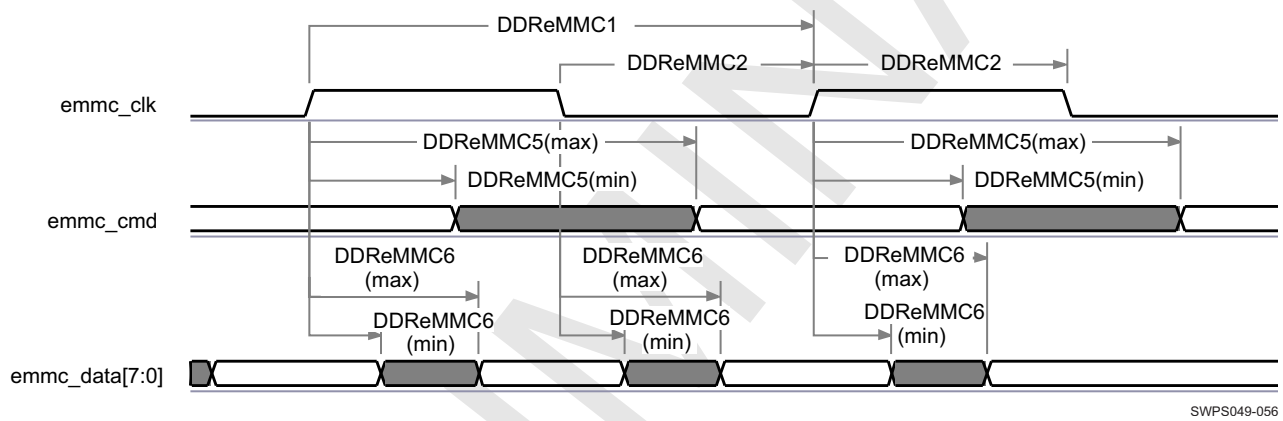 DDReMMC1
DDReMMC2 DDReMMC2
emmc_clk
DDReMMC5(max) DDReMMC5(max)
DDReMMC5(min) DDReMMC5(min)
emmc_cmd
DDReMMC6 DDReMMC6 DDReMMC6
(max) (max) (max)
DDReMMC6 DDReMMC6 DDReMMC6
(min) (min) (min)
emmc_data[7:0]
SWPS049-056